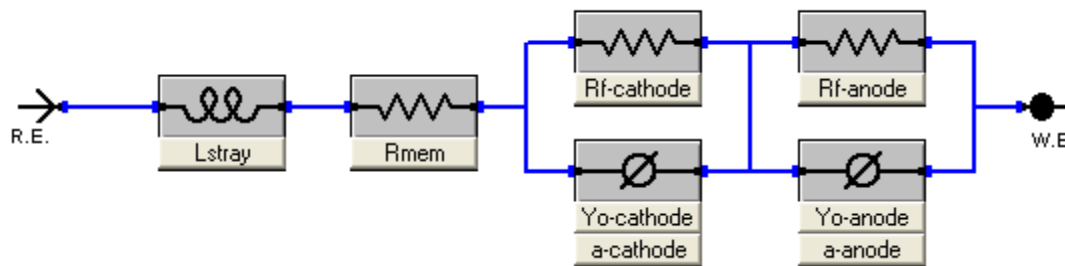 Rf-cathode
Rf-anode
R.E.
Lstray
Rmem
W.E
Yo-cathode
Yo-anode
a-cathode
a-anode